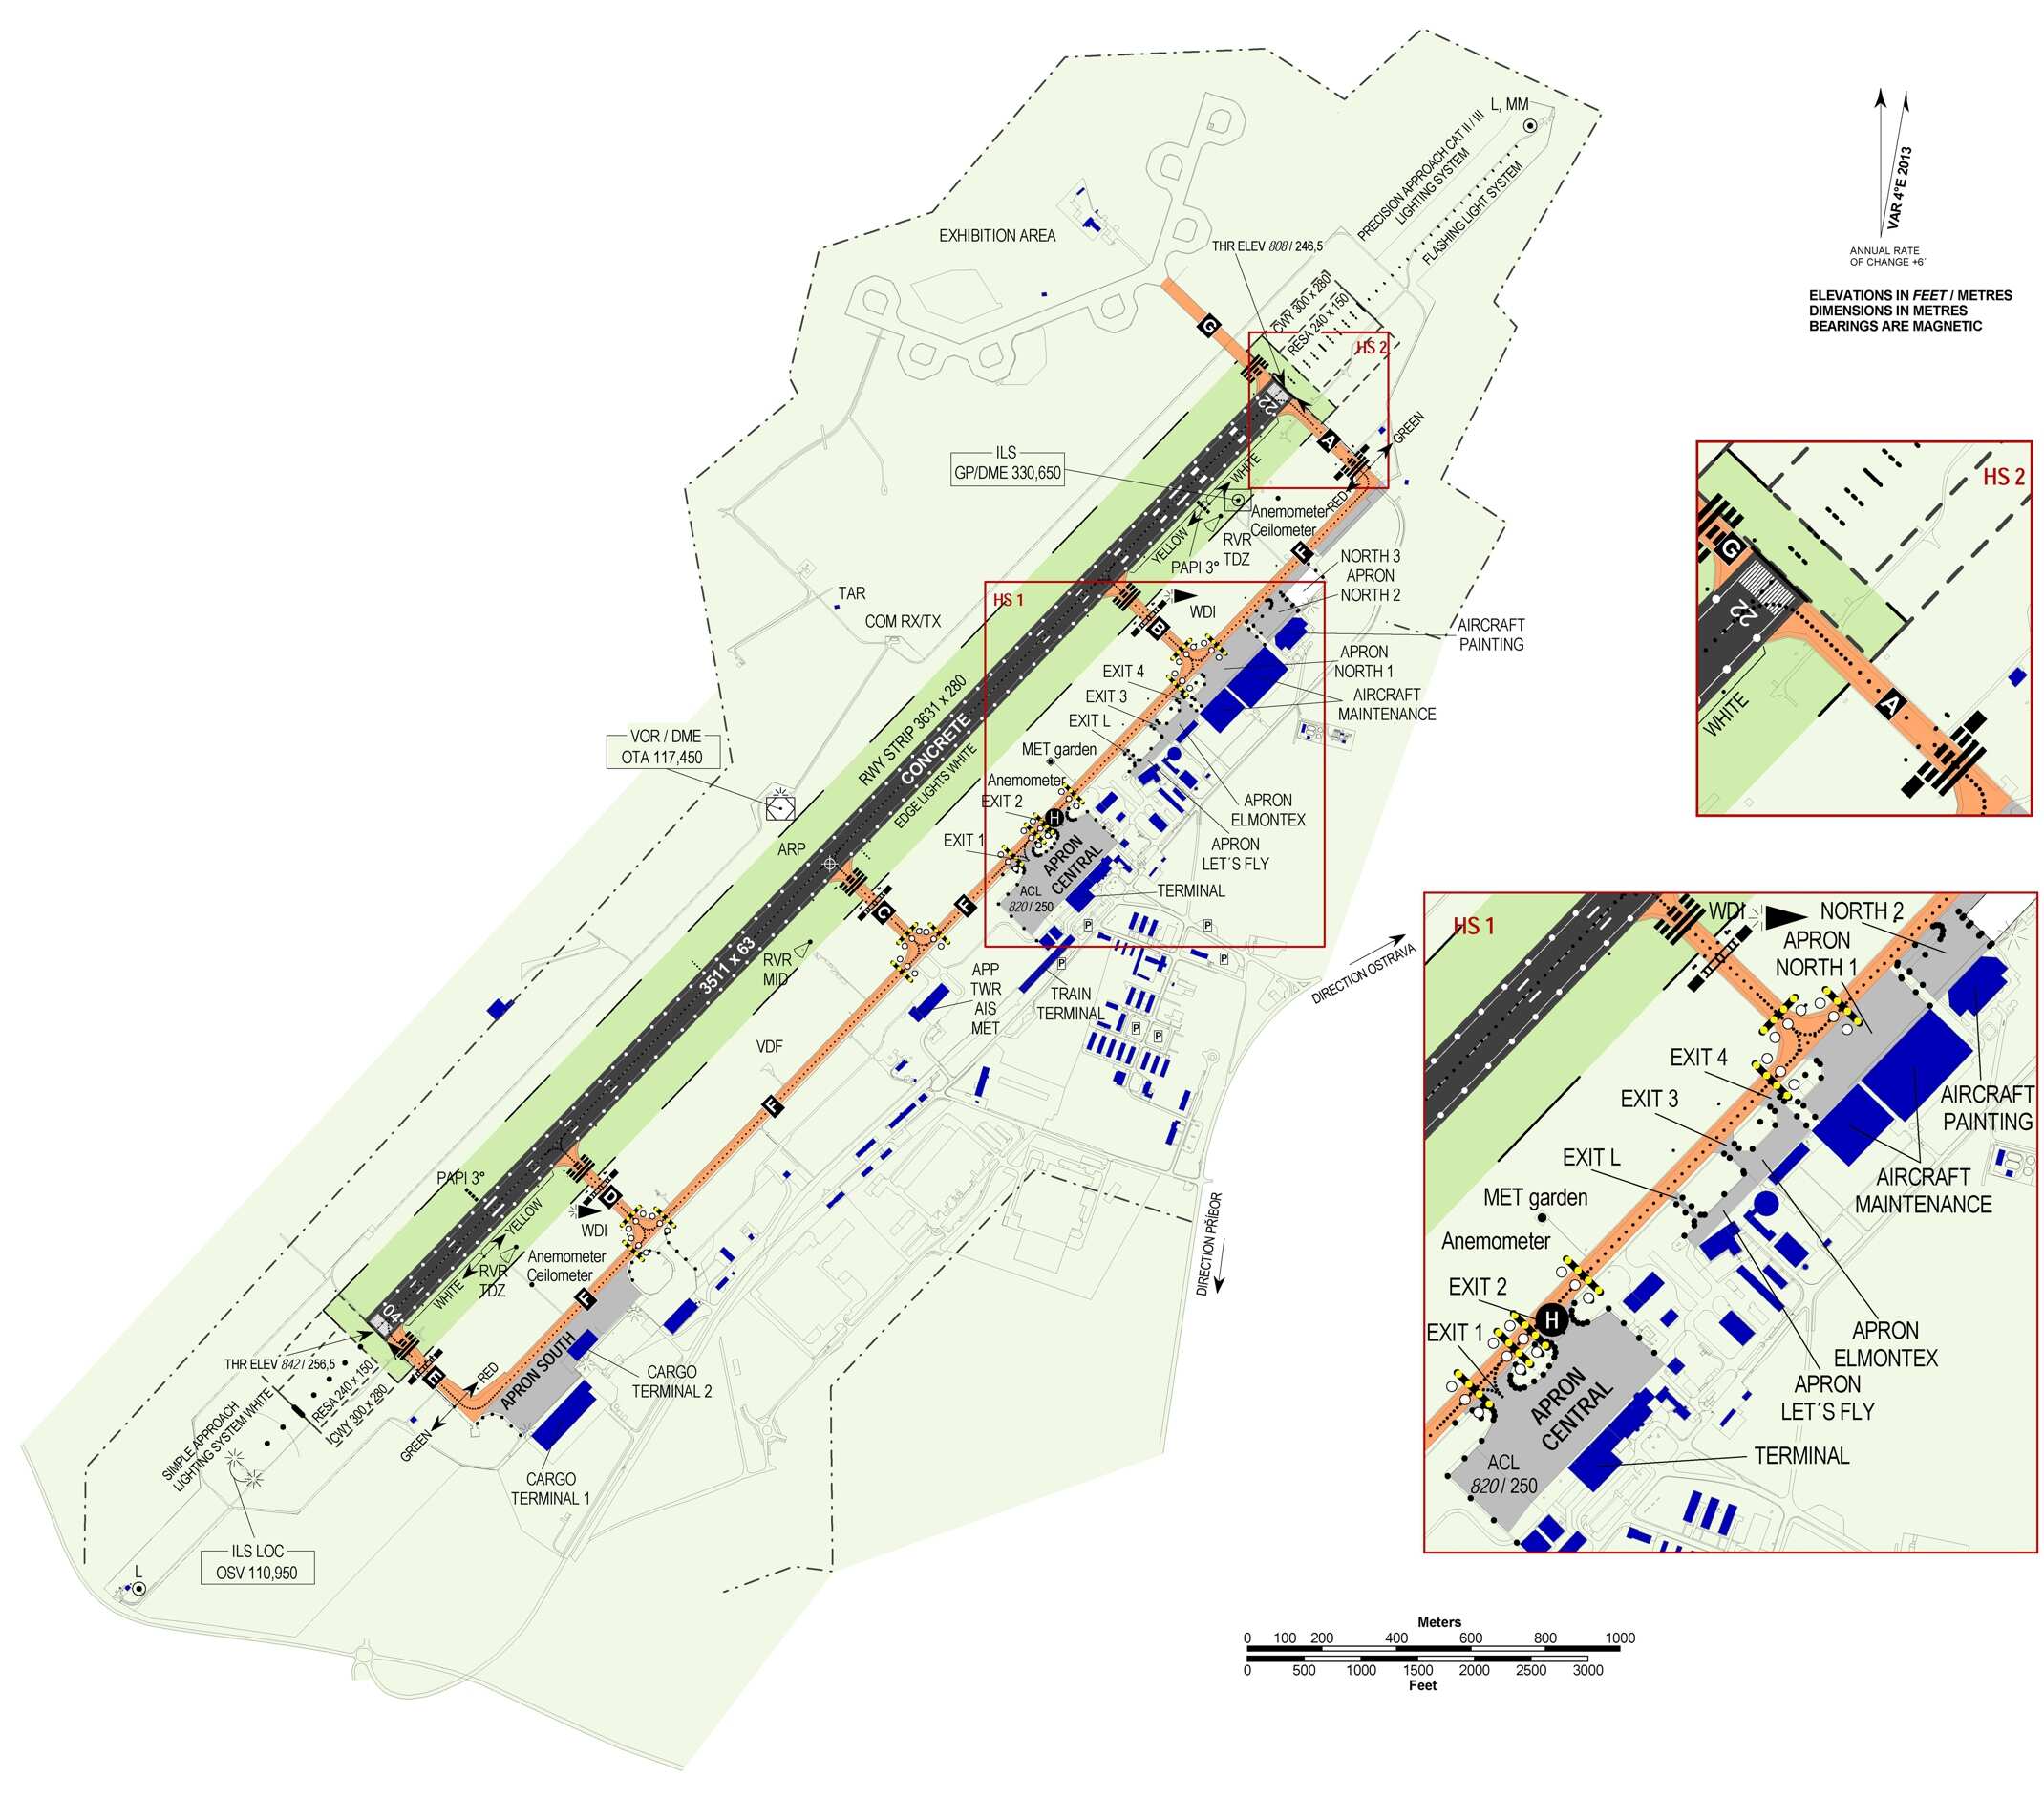 L, MM
PRECISION APPROACH CAT II / III
LIGHTING SYSTEM
FLASHING LIGHT SYSTEM
VAR 4°E 2013
ANNUAL RATE
OF CHANGE +6´
ELEVATIONS IN FEET / METRES
DIMENSIONS IN METRES
BEARINGS ARE MAGNETIC
EXHIBITION AREA
THR ELEV 808 / 246,5
CWY 300 x 280
RESA 240 x 150
HS 2
G
22
A
GREEN
RED
WHITE
YELLOW
ILS
GP/DME 330,650
Anemometer
Ceilometer
RVR
TDZ
PAPI 3°
F
NORTH 3
APRON
NORTH 2
HS 1
WDI
B
AIRCRAFT
PAINTING
APRON
NORTH 1
AIRCRAFT
MAINTENANCE
EXIT 4
EXIT 3
EXIT L
MET garden
Anemometer
EXIT 2
EXIT 1
H
APRON
ELMONTEX
APRON
LET´S FLY
TERMINAL
APRON
CENTRAL
ACL
820 / 250
TAR
COM RX/TX
RWY STRIP 3631 x 280
CONCRETE
EDGE LIGHTS WHITE
VOR / DME
OTA 117,450
ARP
C
F
3511 x 63
RVR
MID
APP
TWR
AIS
MET
TRAIN
TERMINAL
P
P
P
P
P
P
DIRECTION OSTRAVA
DIRECTION PŘÍBOR
VDF
F
PAPI 3°
D
WDI
YELLOW
WHITE
RVR
TDZ
Anemometer
Ceilometer
F
04
THR ELEV 842 / 256,5
E
RED
GREEN
RESA 240 x 150
CWY 300 x 280
SIMPLE APPROACH
LIGHTING SYSTEM WHITE
APRON SOUTH
CARGO
TERMINAL 2
CARGO
TERMINAL 1
ILS LOC
OSV 110,950
L
HS 2
G
22
A
WHITE
HS 1
WDI
NORTH 2
APRON
NORTH 1
EXIT 4
EXIT 3
EXIT L
MET garden
Anemometer
EXIT 2
EXIT 1
H
AIRCRAFT
PAINTING
AIRCRAFT
MAINTENANCE
APRON
ELMONTEX
APRON
LET´S FLY
TERMINAL
APRON
CENTRAL
ACL
820 / 250
Meters
0 100 200 400 600 800 1000
0 500 1000 1500 2000 2500 3000
Feet